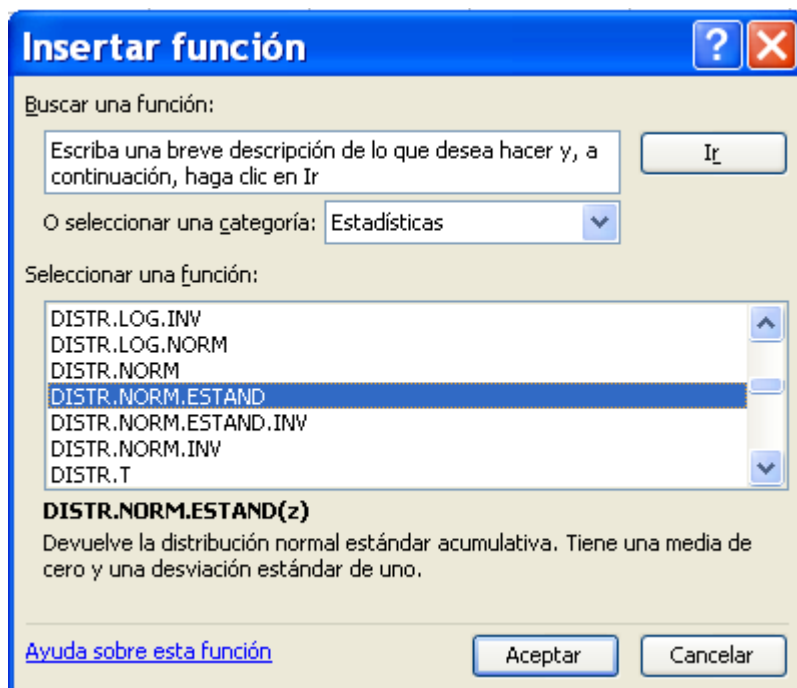 Insertar función
Buscar una función:
Escriba una breve descripción de lo que desea hacer y, a
continuación, haga clic en Ir
Ir
O seleccionar una categoría: Estadísticas
Seleccionar una función:
DISTR.LOG.INV
DISTR.LOG.NORM
DISTR.NORM
DISTR.NORM.ESTAND
DISTR.NORM.ESTAND.INV
DISTR.NORM.INV
DISTR.T
DISTR.NORM.ESTAND(z)
Devuelve la distribución normal estándar acumulativa. Tiene una media de
cero y una desviación estándar de uno.
Ayuda sobre esta función
Aceptar
Cancelar